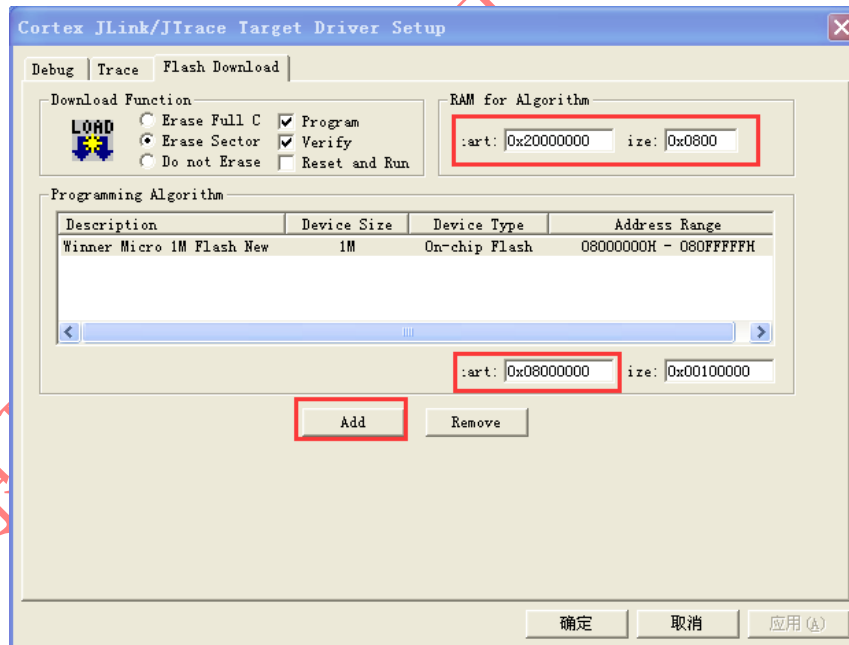 Cortex JLink/JTrace Target Driver Setup
Debug Trace Flash Download
Download Function
LOAD
Erase Full C Program
Erase Sector Verify
Do not Erase Reset and Run
RAM for Algorithm
:art: 0x20000000 ize: 0x0800
Programming Algorithm
Description Device Size Device Type Address Range
Winner Micro 1M Flash New 1M On-chip Flash 08000000H - 080FFFFFH
:art: 0x08000000 ize: 0x00100000
Add Remove
确定 取消 应用(A)